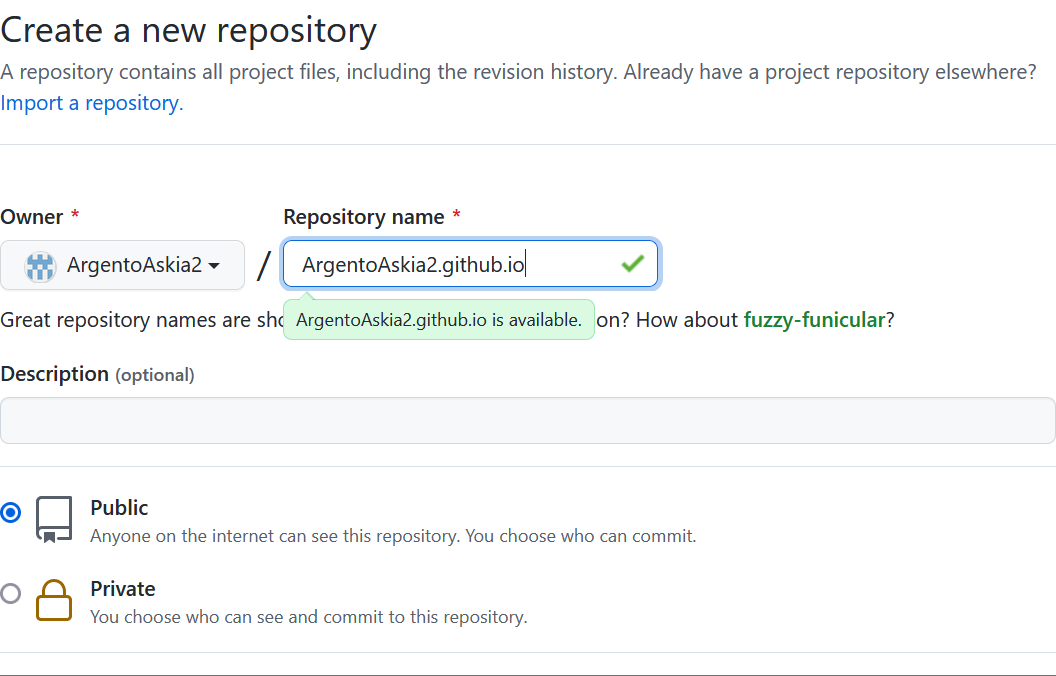 Create a new repository
A repository contains all project files, including the revision history. Already have a project repository elsewhere?
Import a repository.
Owner *
Repository name *
ArgentoAskia2
/
ArgentoAskia2.github.io
ArgentoAskia2.github.io is available.
Great repository names are on? How about fuzzy-funicular?
Description (optional)
Public
Anyone on the internet can see this repository. You choose who can commit.
Private
You choose who can see and commit to this repository.